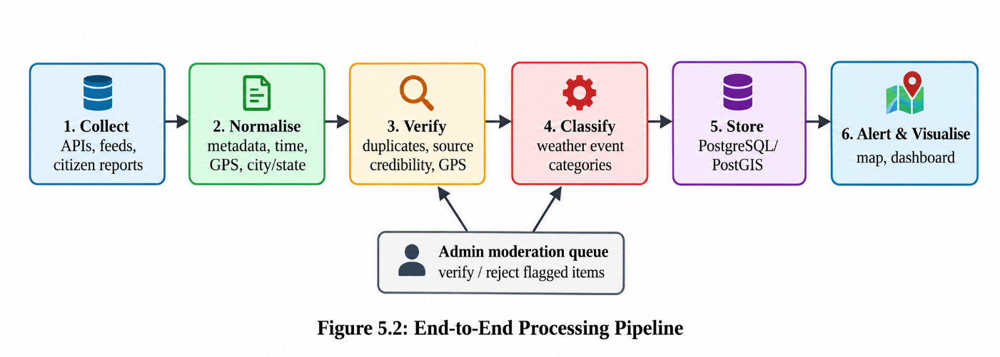 1. Collect
APIs, feeds,
citizen reports
2. Normalise
metadata, time,
GPS, city/state
3. Verify
duplicates, source
credibility, GPS
4. Classify
weather event
categories
5. Store
PostgreSQL/
PostGIS
6. Alert & Visualise
map, dashboard
Admin moderation queue
verify / reject flagged items
Figure 5.2: End-to-End Processing Pipeline